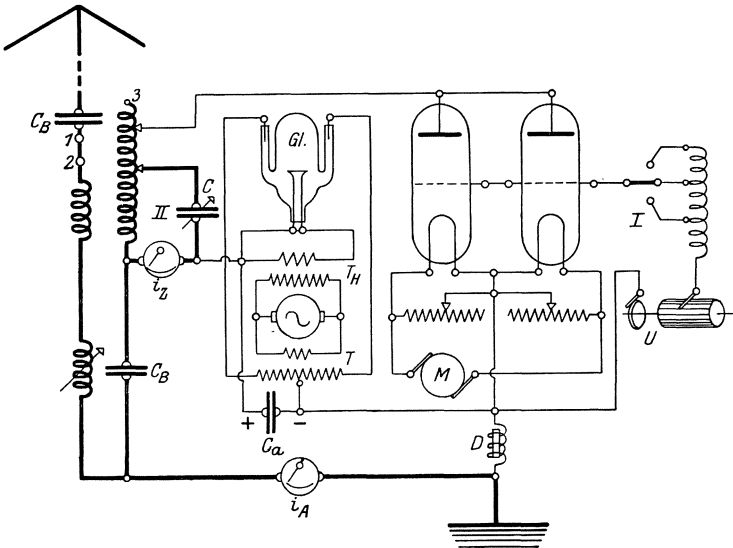 3
C_B
1
2
Gl.
C
II
I
i_Z
T_H
~
U
T
C_B
M
+
−
C_a
D
i_A